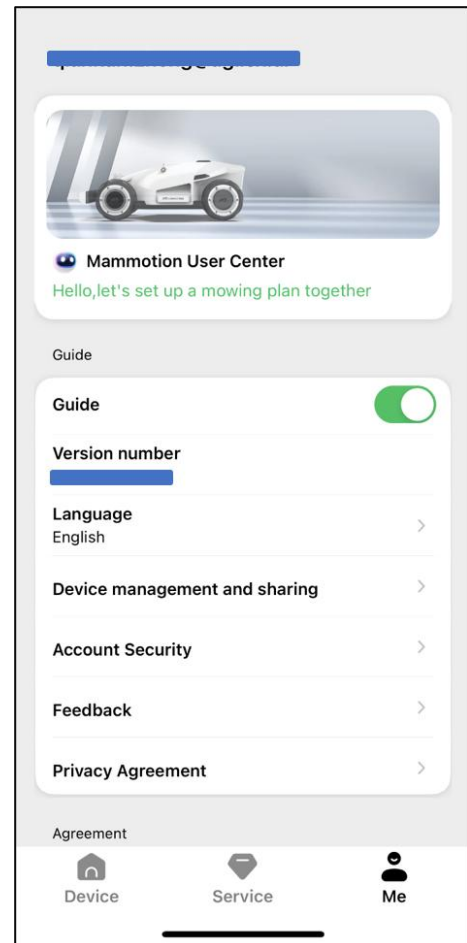 Mammotion User Center
Hello,let's set up a mowing plan together
Guide
Guide
Version number
Language
English
Device management and sharing
Account Security
Feedback
Privacy Agreement
Agreement
Device
Service
Me